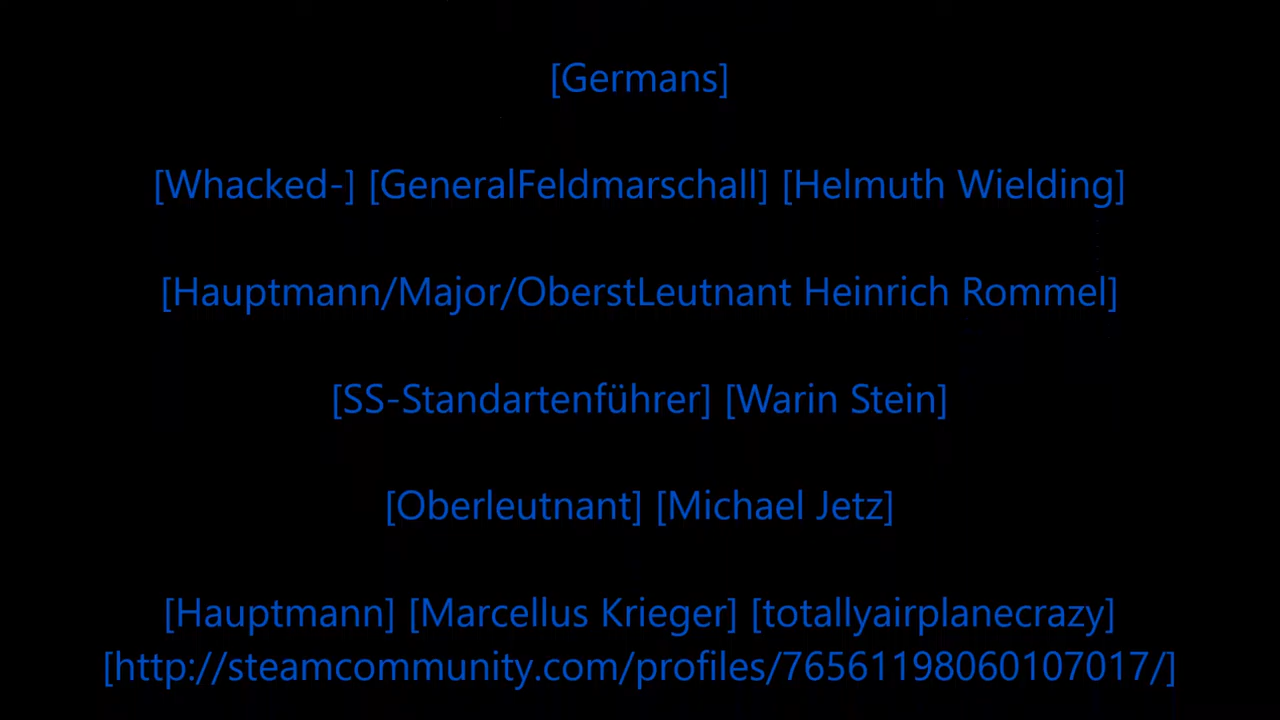 [Germans]
[Whacked-] [GeneralFeldmarschall] [Helmuth Wielding]
[Hauptmann/Major/OberstLeutnant Heinrich Rommel]
[SS-Standartenführer] [Warin Stein]
[Oberleutnant] [Michael Jetz]
[Hauptmann] [Marcellus Krieger] [totallyairplanecrazy]
[http://steamcommunity.com/profiles/76561198060107017/]